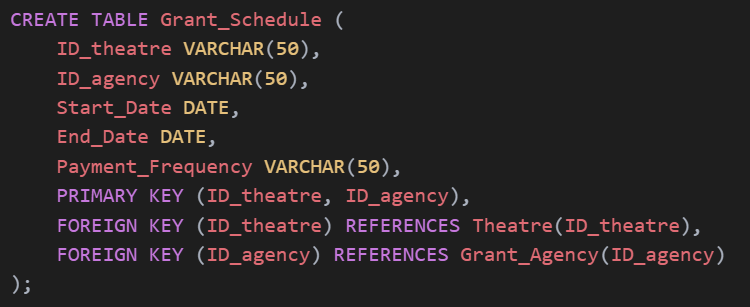 CREATE TABLE Grant_Schedule (
    ID_theatre VARCHAR(50),
    ID_agency VARCHAR(50),
    Start_Date DATE,
    End_Date DATE,
    Payment_Frequency VARCHAR(50),
    PRIMARY KEY (ID_theatre, ID_agency),
    FOREIGN KEY (ID_theatre) REFERENCES Theatre(ID_theatre),
    FOREIGN KEY (ID_agency) REFERENCES Grant_Agency(ID_agency)
);